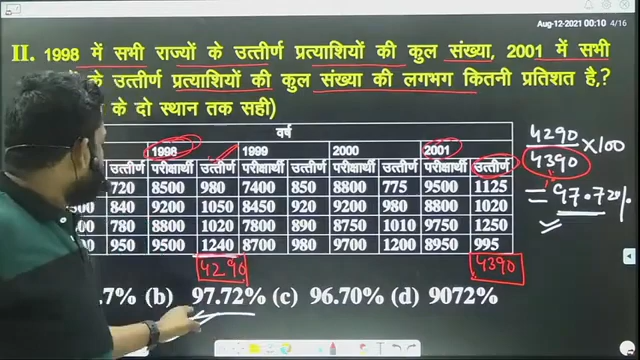 Aug-12-2021 00:10 4/16
II. 1998 में सभी राज्यों के उत्तीर्ण प्रत्याशियों की कुल संख्या, 2001 में सभी
के उत्तीर्ण प्रत्याशियों की कुल संख्या की लगभग कितनी प्रतिशत है,?
के दो स्थान तक सही)
वर्ष
1998 1999 2000 2001
उत्तीर्ण परीक्षार्थी उत्तीर्ण परीक्षार्थी उत्तीर्ण परीक्षार्थी उत्तीर्ण परीक्षार्थी उत्तीर्ण
720 8500 980 7400 850 8800 775 9500 1125
840 9200 1050 8450 920 9200 980 8800 1020
780 8800 1020 7800 890 8750 1010 9750 1250
950 9500 1240 8700 980 9700 1200 8950 995
4290 4390
.7% (b) 97.72% (c) 96.70% (d) 9072%
4290 ×100
4390
= 97.72%